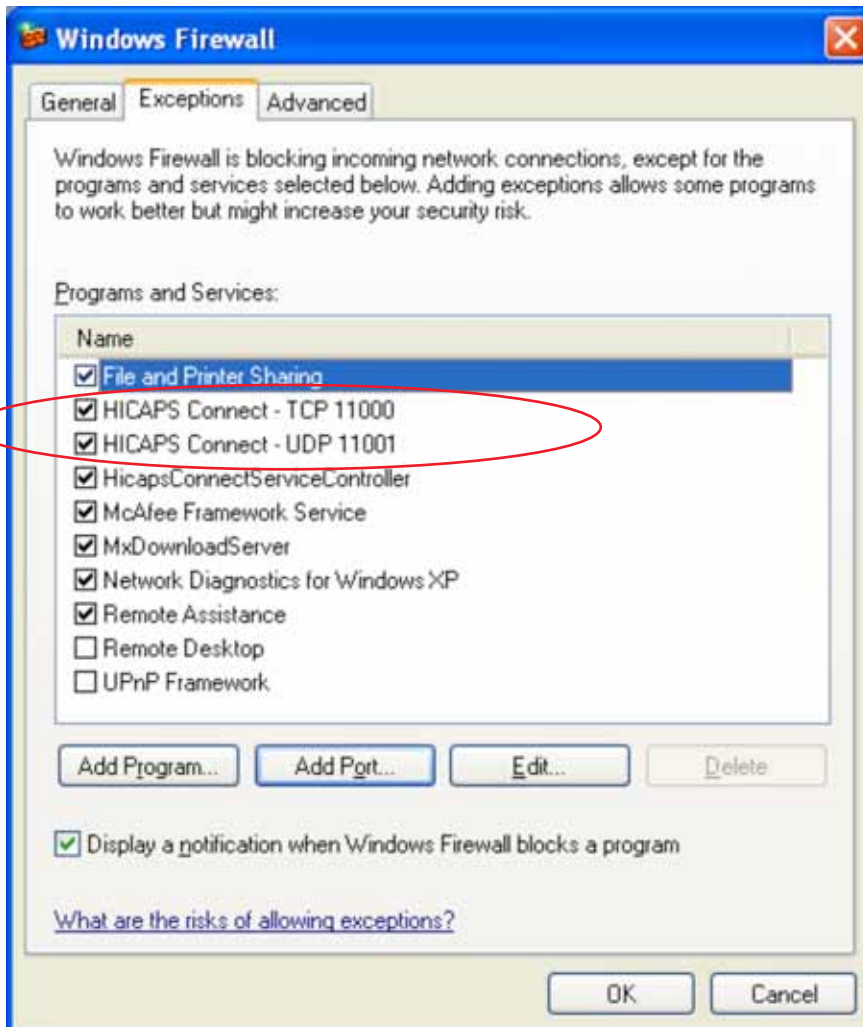 Windows Firewall
General Exceptions Advanced
Windows Firewall is blocking incoming network connections, except for the
programs and services selected below. Adding exceptions allows some programs
to work better but might increase your security risk.
Programs and Services:
Name
File and Printer Sharing
HICAPS Connect - TCP 11000
HICAPS Connect - UDP 11001
HicapsConnectServiceController
McAfee Framework Service
MxDownloadServer
Network Diagnostics for Windows XP
Remote Assistance
Remote Desktop
UPnP Framework
Add Program... Add Port... Edit... Delete
Display a notification when Windows Firewall blocks a program
What are the risks of allowing exceptions?
OK Cancel